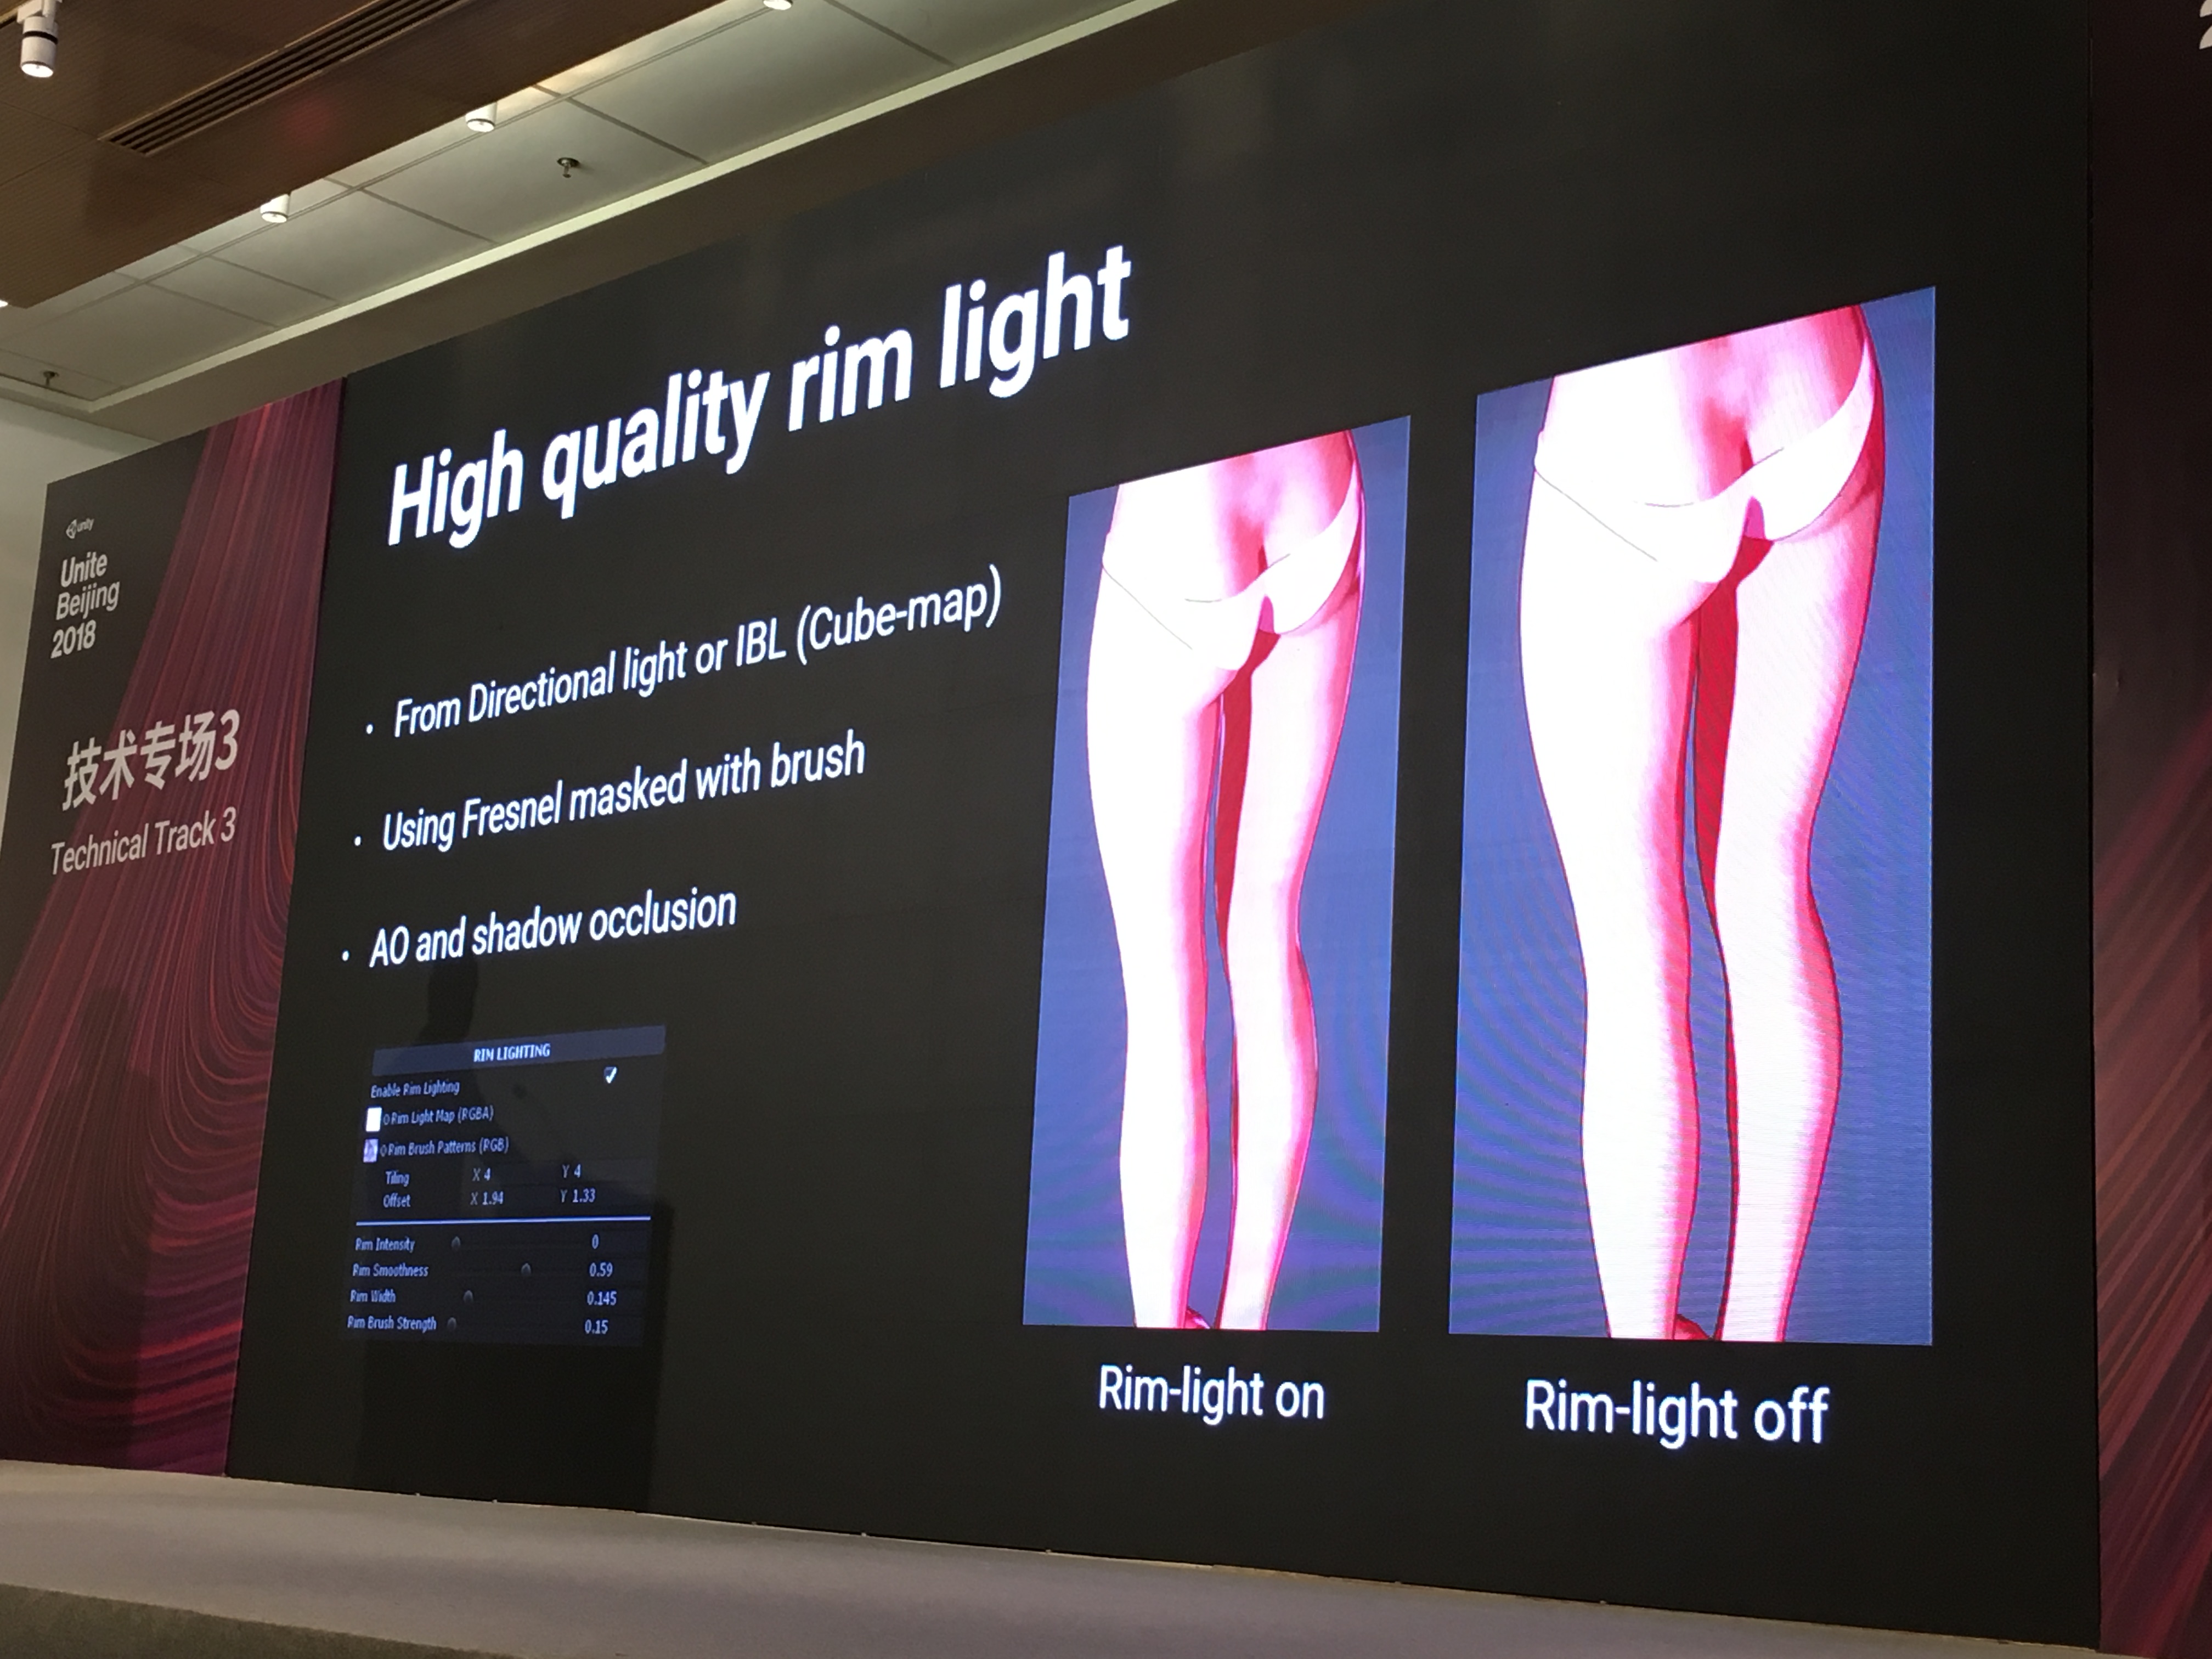 unity
Unite
Beijing
2018
技术专场3
Technical Track 3
High quality rim light
• From Directional light or IBL (Cube-map)
• Using Fresnel masked with brush
• AO and shadow occlusion
RIM LIGHTING
Enable Rim Lighting
Rim Light Map (RGBA)
Rim Brush Patterns (RGB)
Tiling X 4 Y 4
Offset X 1.94 Y 1.33
Rim Intensity 0
Rim Smoothness 0.59
Rim Width 0.145
Rim Brush Strength 0.15
Rim-light on
Rim-light off